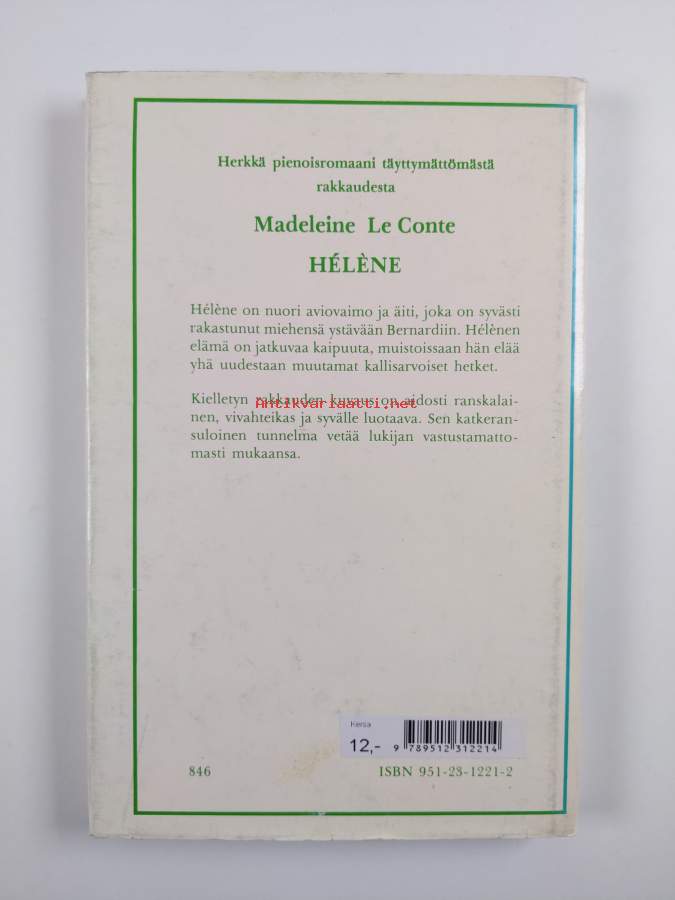 Herkkä pienoisromaani täyttymättömästä
rakkaudesta
Madeleine Le Conte
HÉLÈNE
Hélène on nuori aviovaimo ja äiti, joka on syvästi
rakastunut miehensä ystävään Bernardiin. Hélènen
elämä on jatkuvaa kaipuuta, muistoissaan hän elää
yhä uudestaan muutamat kallisarvoiset hetket.
Kielletyn rakkauden kuvaus on aidosti ranskalai-
nen, vivahteikas ja syvälle luotaava. Sen katkeran-
suloinen tunnelma vetää lukijan vastustamatto-
masti mukaansa.
Antikvariaatti.net
Hersa
12,-
9 789512 312214
846
ISBN 951-23-1221-2